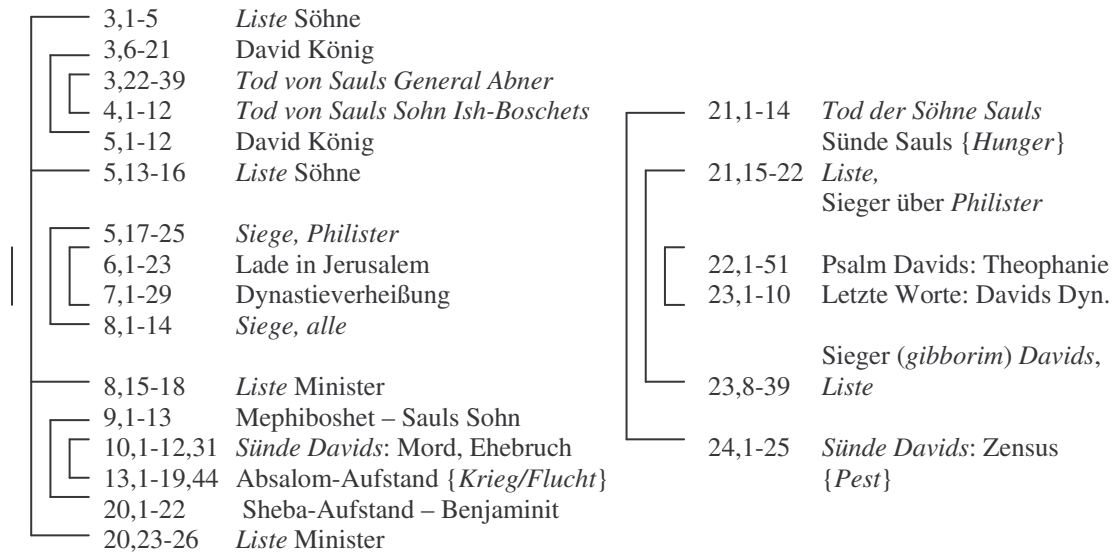 3,1-5 Liste Söhne
3,6-21 David König
3,22-39 Tod von Sauls General Abner
4,1-12 Tod von Sauls Sohn Ish-Boschets
5,1-12 David König
5,13-16 Liste Söhne
5,17-25 Siege, Philister
6,1-23 Lade in Jerusalem
7,1-29 Dynastieverheißung
8,1-14 Siege, alle
8,15-18 Liste Minister
9,1-13 Mephiboshet – Sauls Sohn
10,1-12,31 Sünde Davids: Mord, Ehebruch
13,1-19,44 Absalom-Aufstand {Krieg/Flucht}
20,1-22 Sheba-Aufstand – Benjaminit
20,23-26 Liste Minister
21,1-14 Tod der Söhne Sauls
Sünde Sauls {Hunger}
21,15-22 Liste,
Sieger über Philister
22,1-51 Psalm Davids: Theophanie
23,1-10 Letzte Worte: Davids Dyn.
Sieger (gibborim) Davids,
23,8-39 Liste
24,1-25 Sünde Davids: Zensus
{Pest}